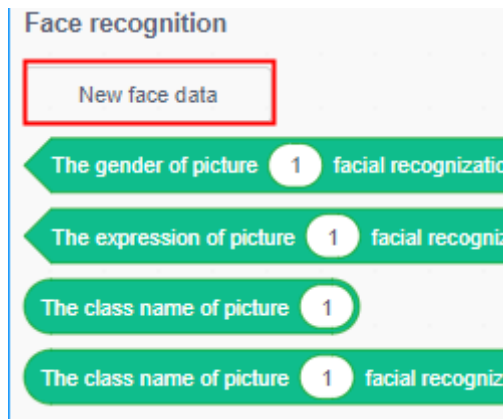 Face recognition
New face data
The gender of picture 1 facial recognizatio
The expression of picture 1 facial recogniz
The class name of picture 1
The class name of picture 1 facial recogniz